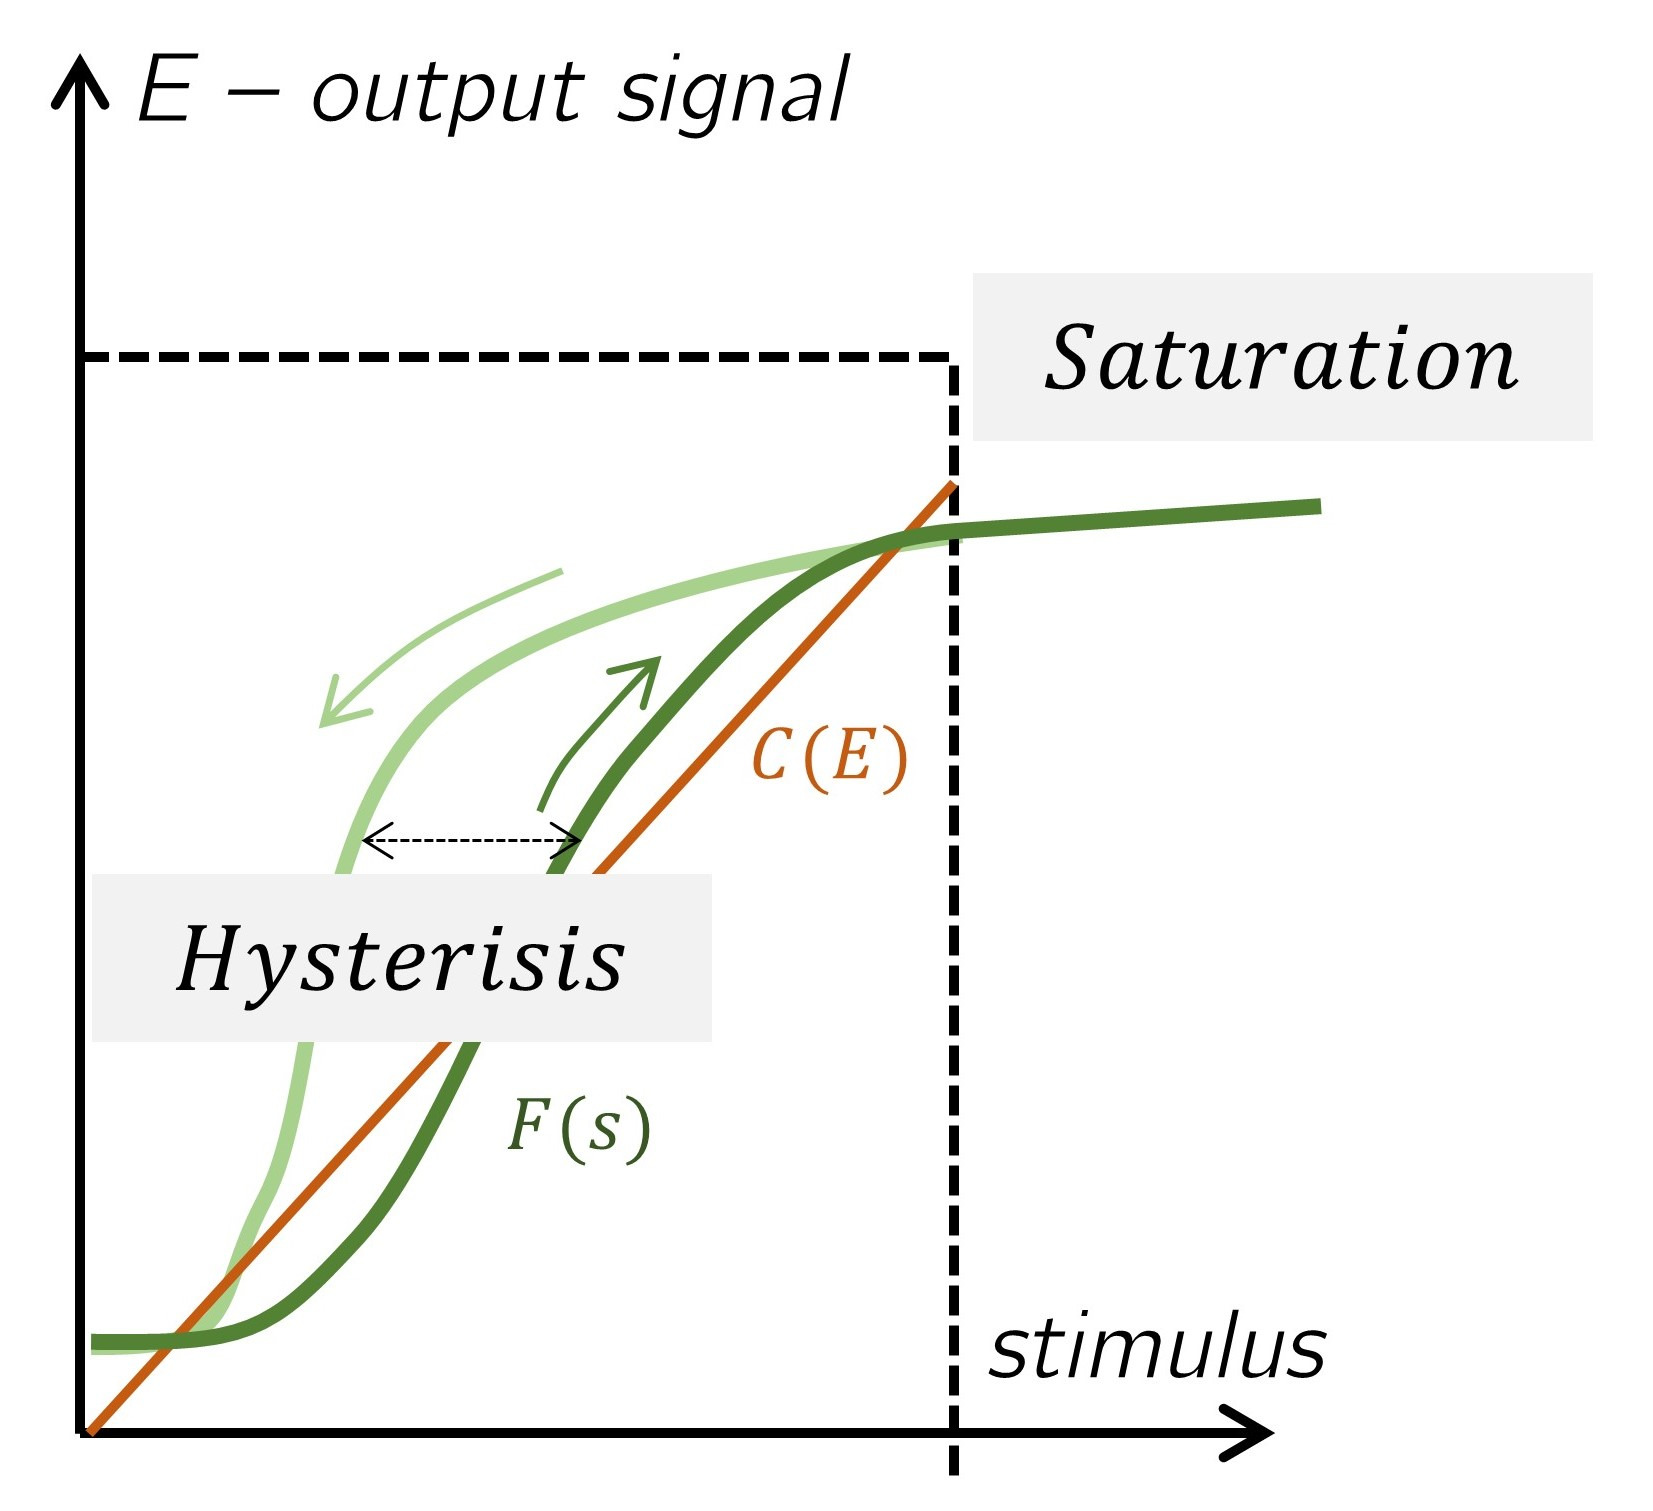 E – output signal
Saturation
C(E)
Hysterisis
F(s)
stimulus